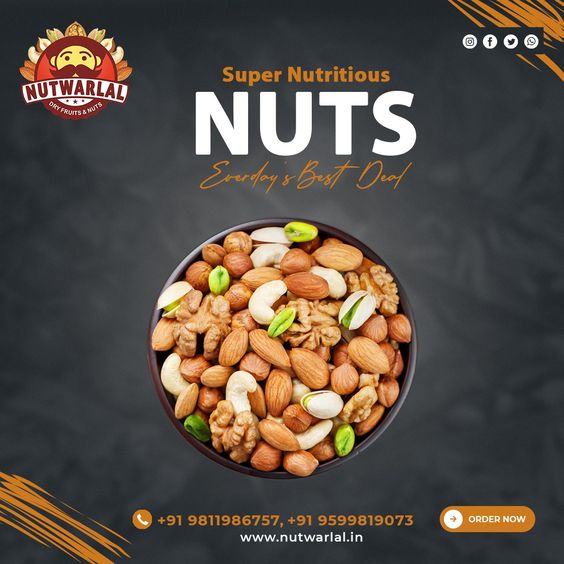 NUTWARLAL
DRY FRUITS & NUTS
Super Nutritious
NUTS
Everday's Best Deal
+91 9811986757, +91 9599819073
ORDER NOW
www.nutwarlal.in